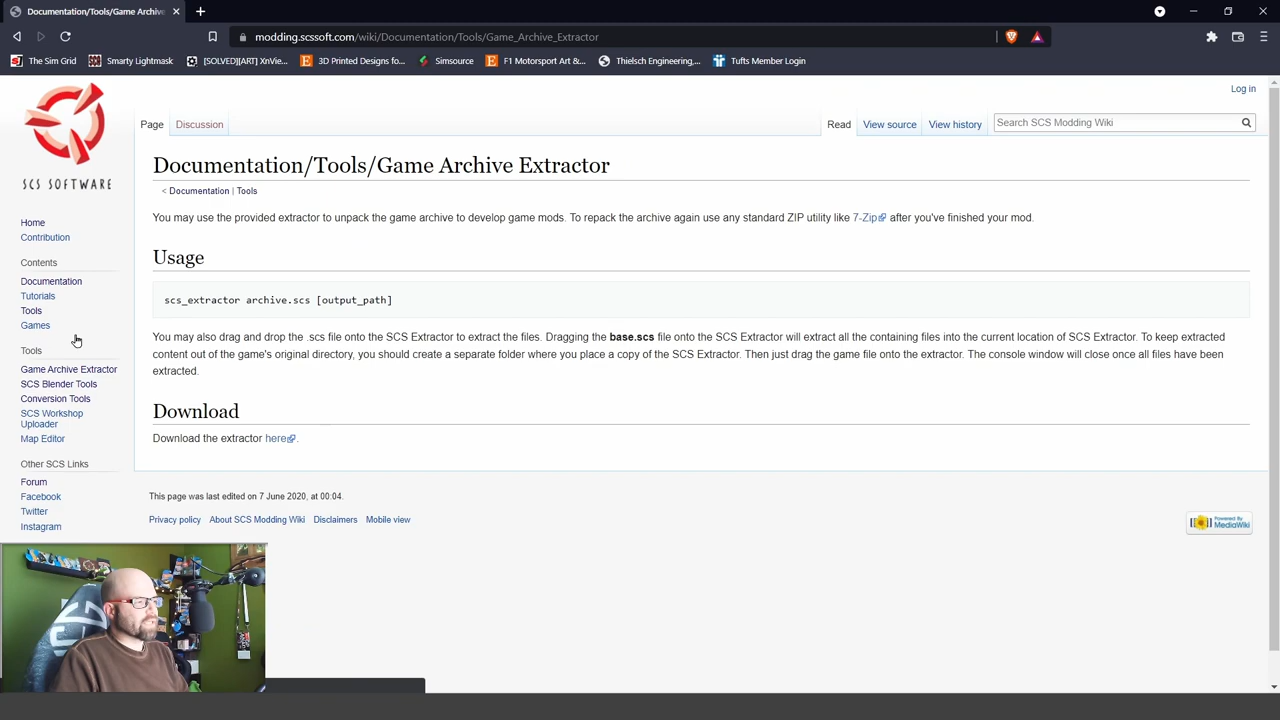 Documentation/Tools/Game Archive
modding.scssoft.com/wiki/Documentation/Tools/Game_Archive_Extractor
The Sim Grid
Smarty Lightmask
[SOLVED][ART] XnVie...
3D Printed Designs fo...
Simsource
F1 Motorsport Art &...
Thielsch Engineering,...
Tufts Member Login
Log in
SCS SOFTWARE
Page
Discussion
Read
View source
View history
Search SCS Modding Wiki
Documentation/Tools/Game Archive Extractor
< Documentation | Tools
You may use the provided extractor to unpack the game archive to develop game mods. To repack the archive again use any standard ZIP utility like 7-Zip after you've finished your mod.
Usage
scs_extractor archive.scs [output_path]
You may also drag and drop the .scs file onto the SCS Extractor to extract the files. Dragging the base.scs file onto the SCS Extractor will extract all the containing files into the current location of SCS Extractor. To keep extracted
content out of the game's original directory, you should create a separate folder where you place a copy of the SCS Extractor. Then just drag the game file onto the extractor. The console window will close once all files have been
extracted.
Download
Download the extractor here.
This page was last edited on 7 June 2020, at 00:04.
Privacy policy
About SCS Modding Wiki
Disclaimers
Mobile view
Powered By
MediaWiki
Home
Contribution
Contents
Documentation
Tutorials
Tools
Games
Tools
Game Archive Extractor
SCS Blender Tools
Conversion Tools
SCS Workshop
Uploader
Map Editor
Other SCS Links
Forum
Facebook
Twitter
Instagram